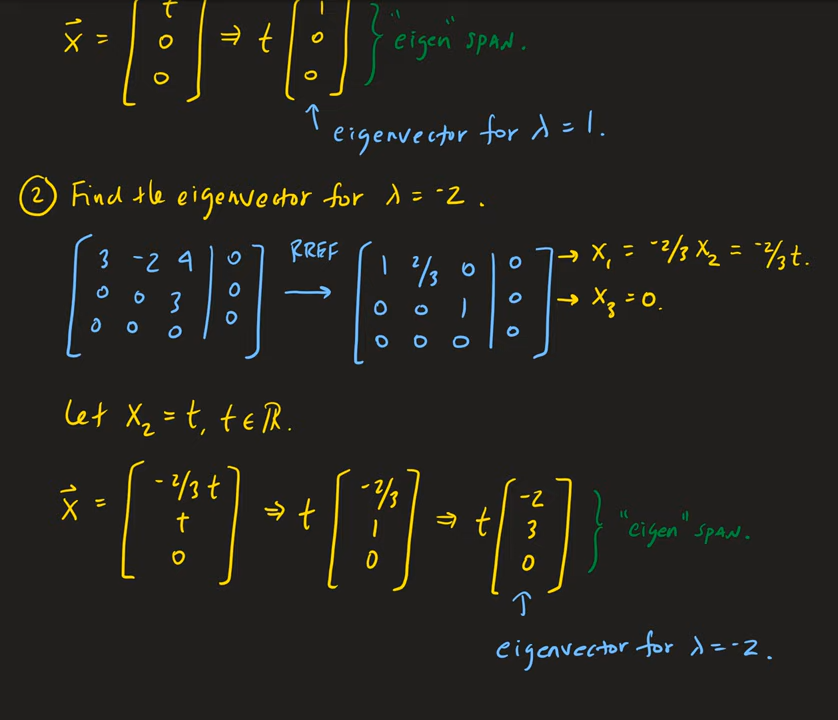 x⃗ = [ t 0 0 ] ⇒ t [ 1 0 0 ] } "eigen" SPAN.
↑ eigenvector for λ = 1.
② Find the eigenvector for λ = -2.
[ 3 -2 4 | 0 RREF [ 1 2/3 0 | 0 ] → x₁ = -2/3 x₂ = -2/3 t.
0 0 3 | 0 → 0 0 1 | 0 → x₃ = 0.
0 0 0 | 0 ] 0 0 0 | 0
Let x₂ = t, t ∈ ℝ.
x⃗ = [ -2/3 t t 0 ] ⇒ t [ -2/3 1 0 ] ⇒ t [ -2 3 0 ] } "eigen" SPAN.
↑
eigenvector for λ = -2.